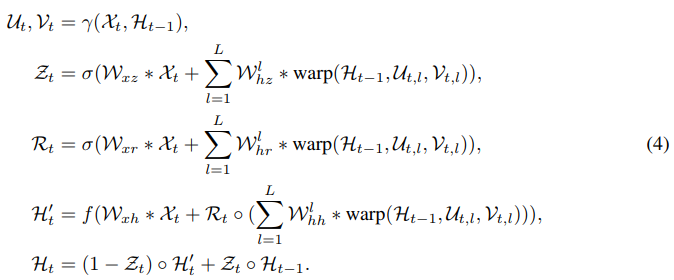 𝒰_t, 𝒱_t = γ(𝒳_t, ℋ_{t−1}),
𝒵_t = σ(𝒲_{xz} ∗ 𝒳_t + ∑_{l=1}^{L} 𝒲_{hz}^l ∗ warp(ℋ_{t−1}, 𝒰_{t,l}, 𝒱_{t,l})),
ℛ_t = σ(𝒲_{xr} ∗ 𝒳_t + ∑_{l=1}^{L} 𝒲_{hr}^l ∗ warp(ℋ_{t−1}, 𝒰_{t,l}, 𝒱_{t,l})), (4)
ℋ′_t = f(𝒲_{xh} ∗ 𝒳_t + ℛ_t ∘ (∑_{l=1}^{L} 𝒲_{hh}^l ∗ warp(ℋ_{t−1}, 𝒰_{t,l}, 𝒱_{t,l}))),
ℋ_t = (1 − 𝒵_t) ∘ ℋ′_t + 𝒵_t ∘ ℋ_{t−1}.